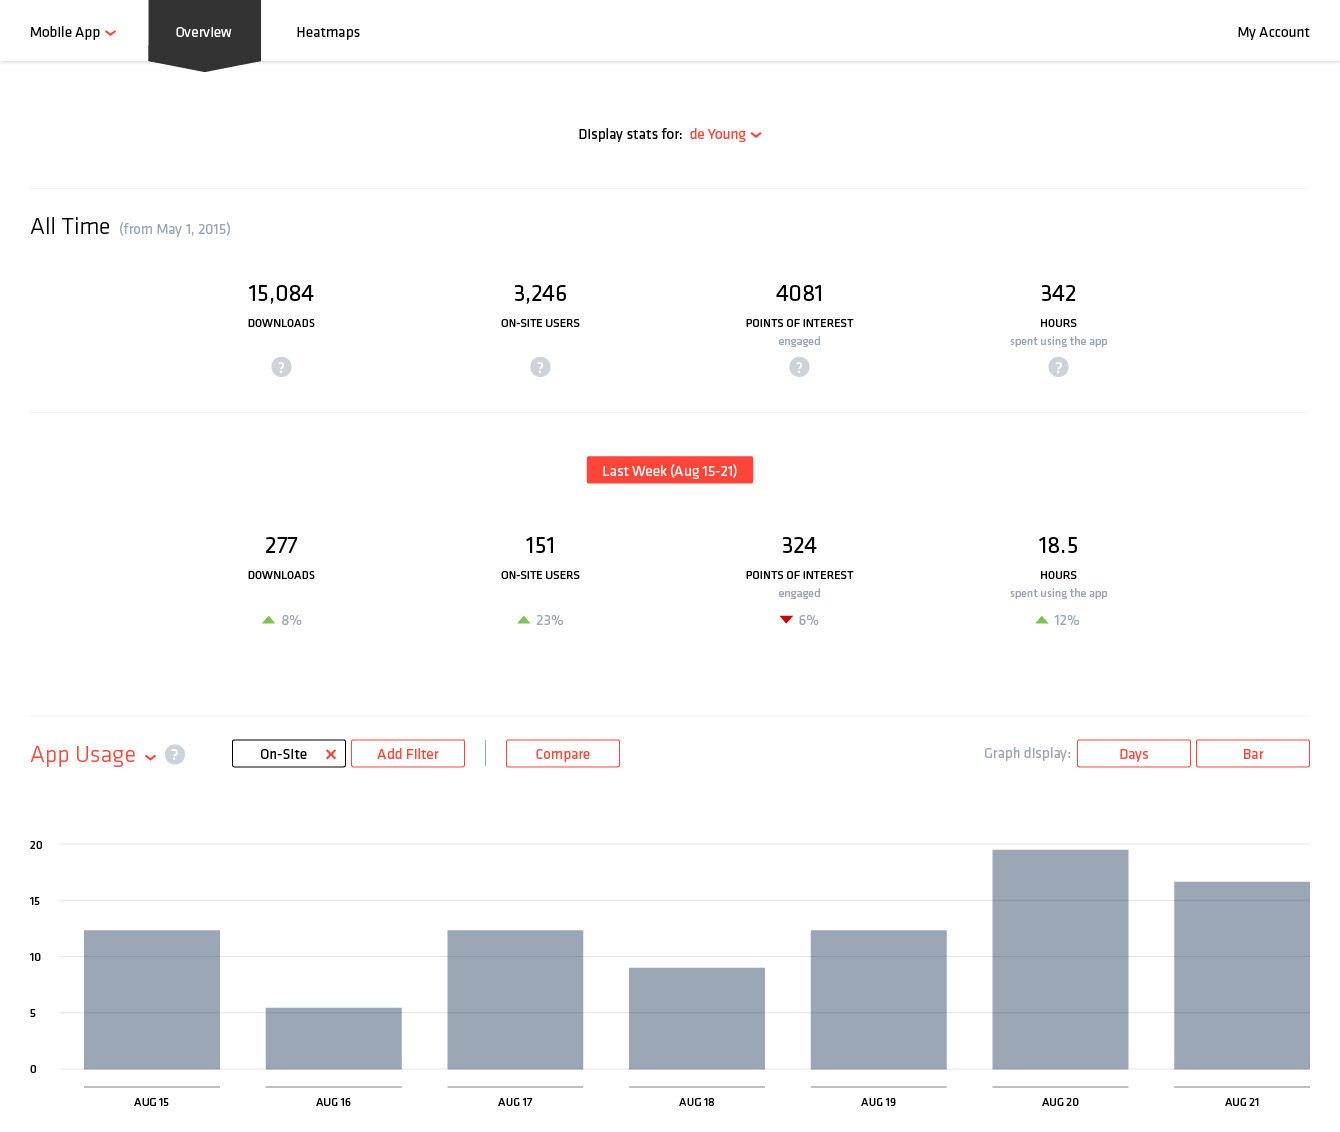 Mobile App Overview Heatmaps My Account
Display stats for: de Young
All Time (from May 1, 2015)
15,084 3,246 4081 342
DOWNLOADS ON-SITE USERS POINTS OF INTEREST HOURS
engaged spent using the app
? ? ? ?
Last Week (Aug 15-21)
277 151 324 18.5
DOWNLOADS ON-SITE USERS POINTS OF INTEREST HOURS
engaged spent using the app
8% 23% 6% 12%
App Usage ? On-Site Add Filter Compare Graph display: Days Bar
20
15
10
5
0
AUG 15 AUG 16 AUG 17 AUG 18 AUG 19 AUG 20 AUG 21